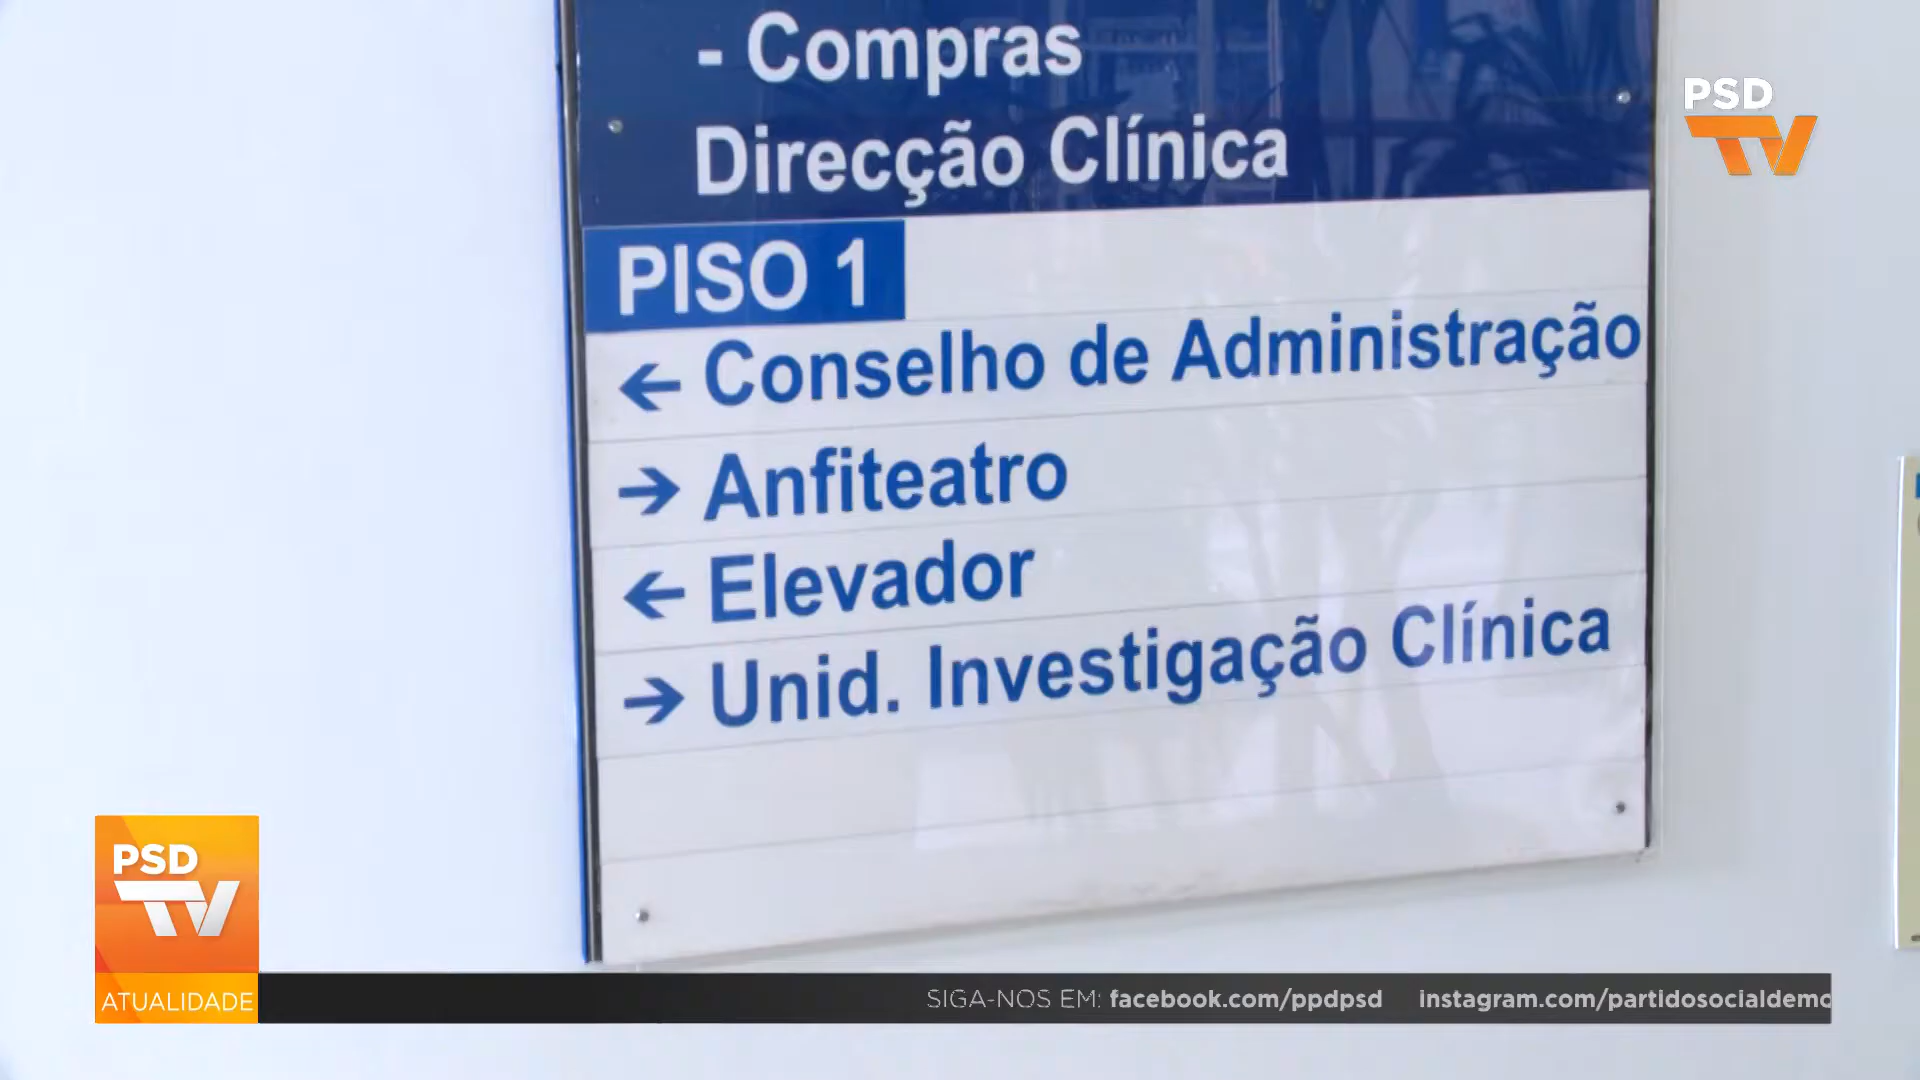 - Compras
Direcção Clínica
PSD
TV
PISO 1
← Conselho de Administração
→ Anfiteatro
← Elevador
→ Unid. Investigação Clínica
PSD
TV
ATUALIDADE
SIGA-NOS EM: facebook.com/ppdpsd instagram.com/partidosocialdemo